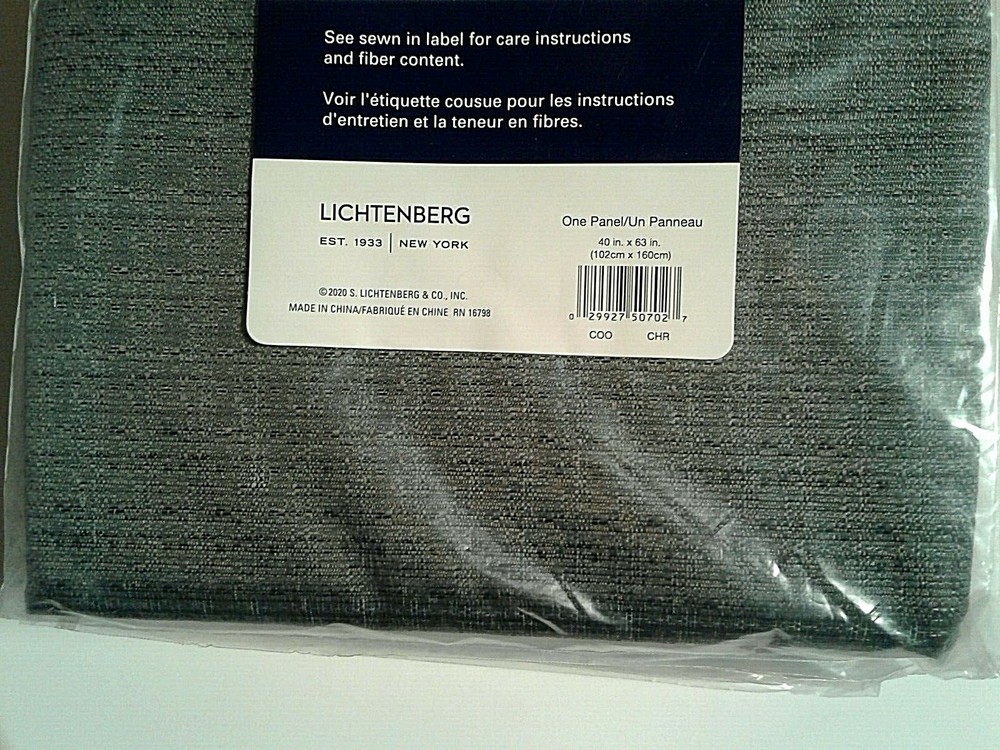 See sewn in label for care instructions
and fiber content.
Voir l'étiquette cousue pour les instructions
d'entretien et la teneur en fibres.
LICHTENBERG
EST. 1933 | NEW YORK
©2020 S. LICHTENBERG & CO., INC.
MADE IN CHINA/FABRIQUÉ EN CHINE RN 16798
One Panel/Un Panneau
40 in. x 63 in.
(102cm x 160cm)
0 29927 50702 7
COO CHR